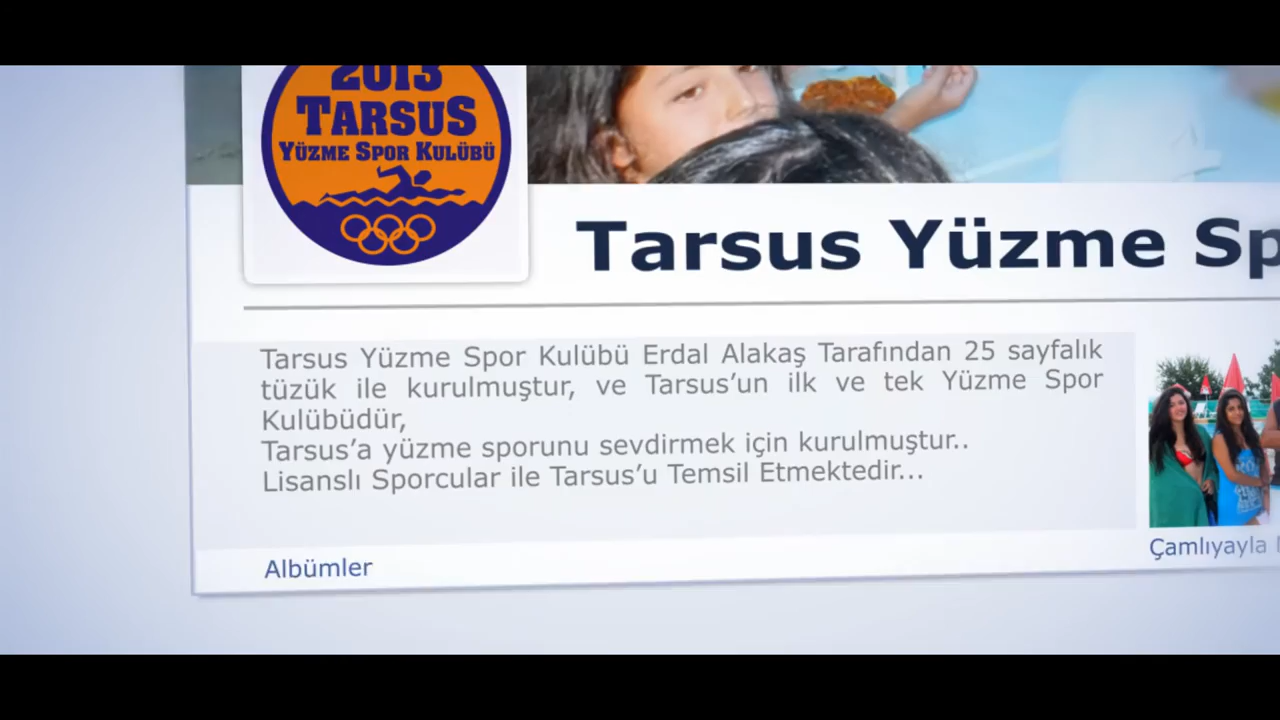 2013
TARSUS
YÜZME SPOR KULÜBÜ
Tarsus Yüzme Sp
Tarsus Yüzme Spor Kulübü Erdal Alakaş Tarafından 25 sayfalık
tüzük ile kurulmuştur, ve Tarsus’un ilk ve tek Yüzme Spor
Kulübüdür,
Tarsus’a yüzme sporunu sevdirmek için kurulmuştur..
Lisanslı Sporcular ile Tarsus’u Temsil Etmektedir...
Çamlıyayla
Albümler